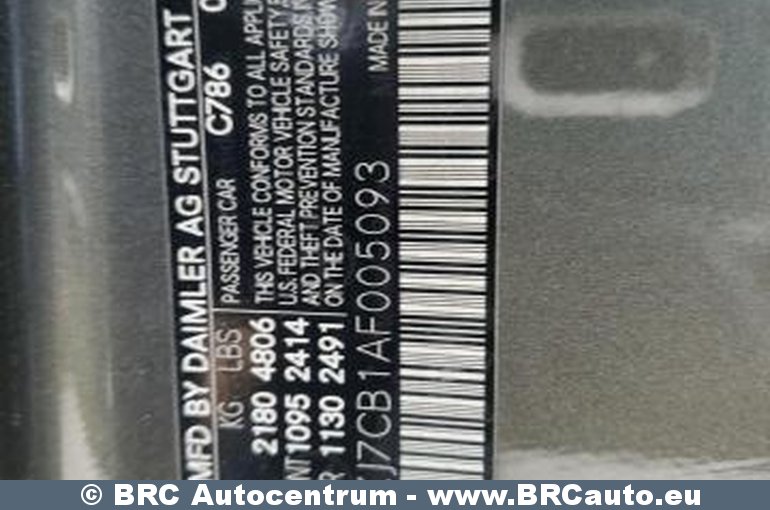 MFD BY DAIMLER AG STUTTGART
KG LBS PASSENGER CAR C786
2180 4806 THIS VEHICLE CONFORMS TO ALL
1095 2414 U.S. FEDERAL MOTOR VEHICLE SAFETY
1130 2491 AND THEFT PREVENTION STANDARDS
ON THE DATE OF MANUFACTURE
J7CB1AF005093 MADE IN
© BRC Autocentrum - www.BRCauto.eu